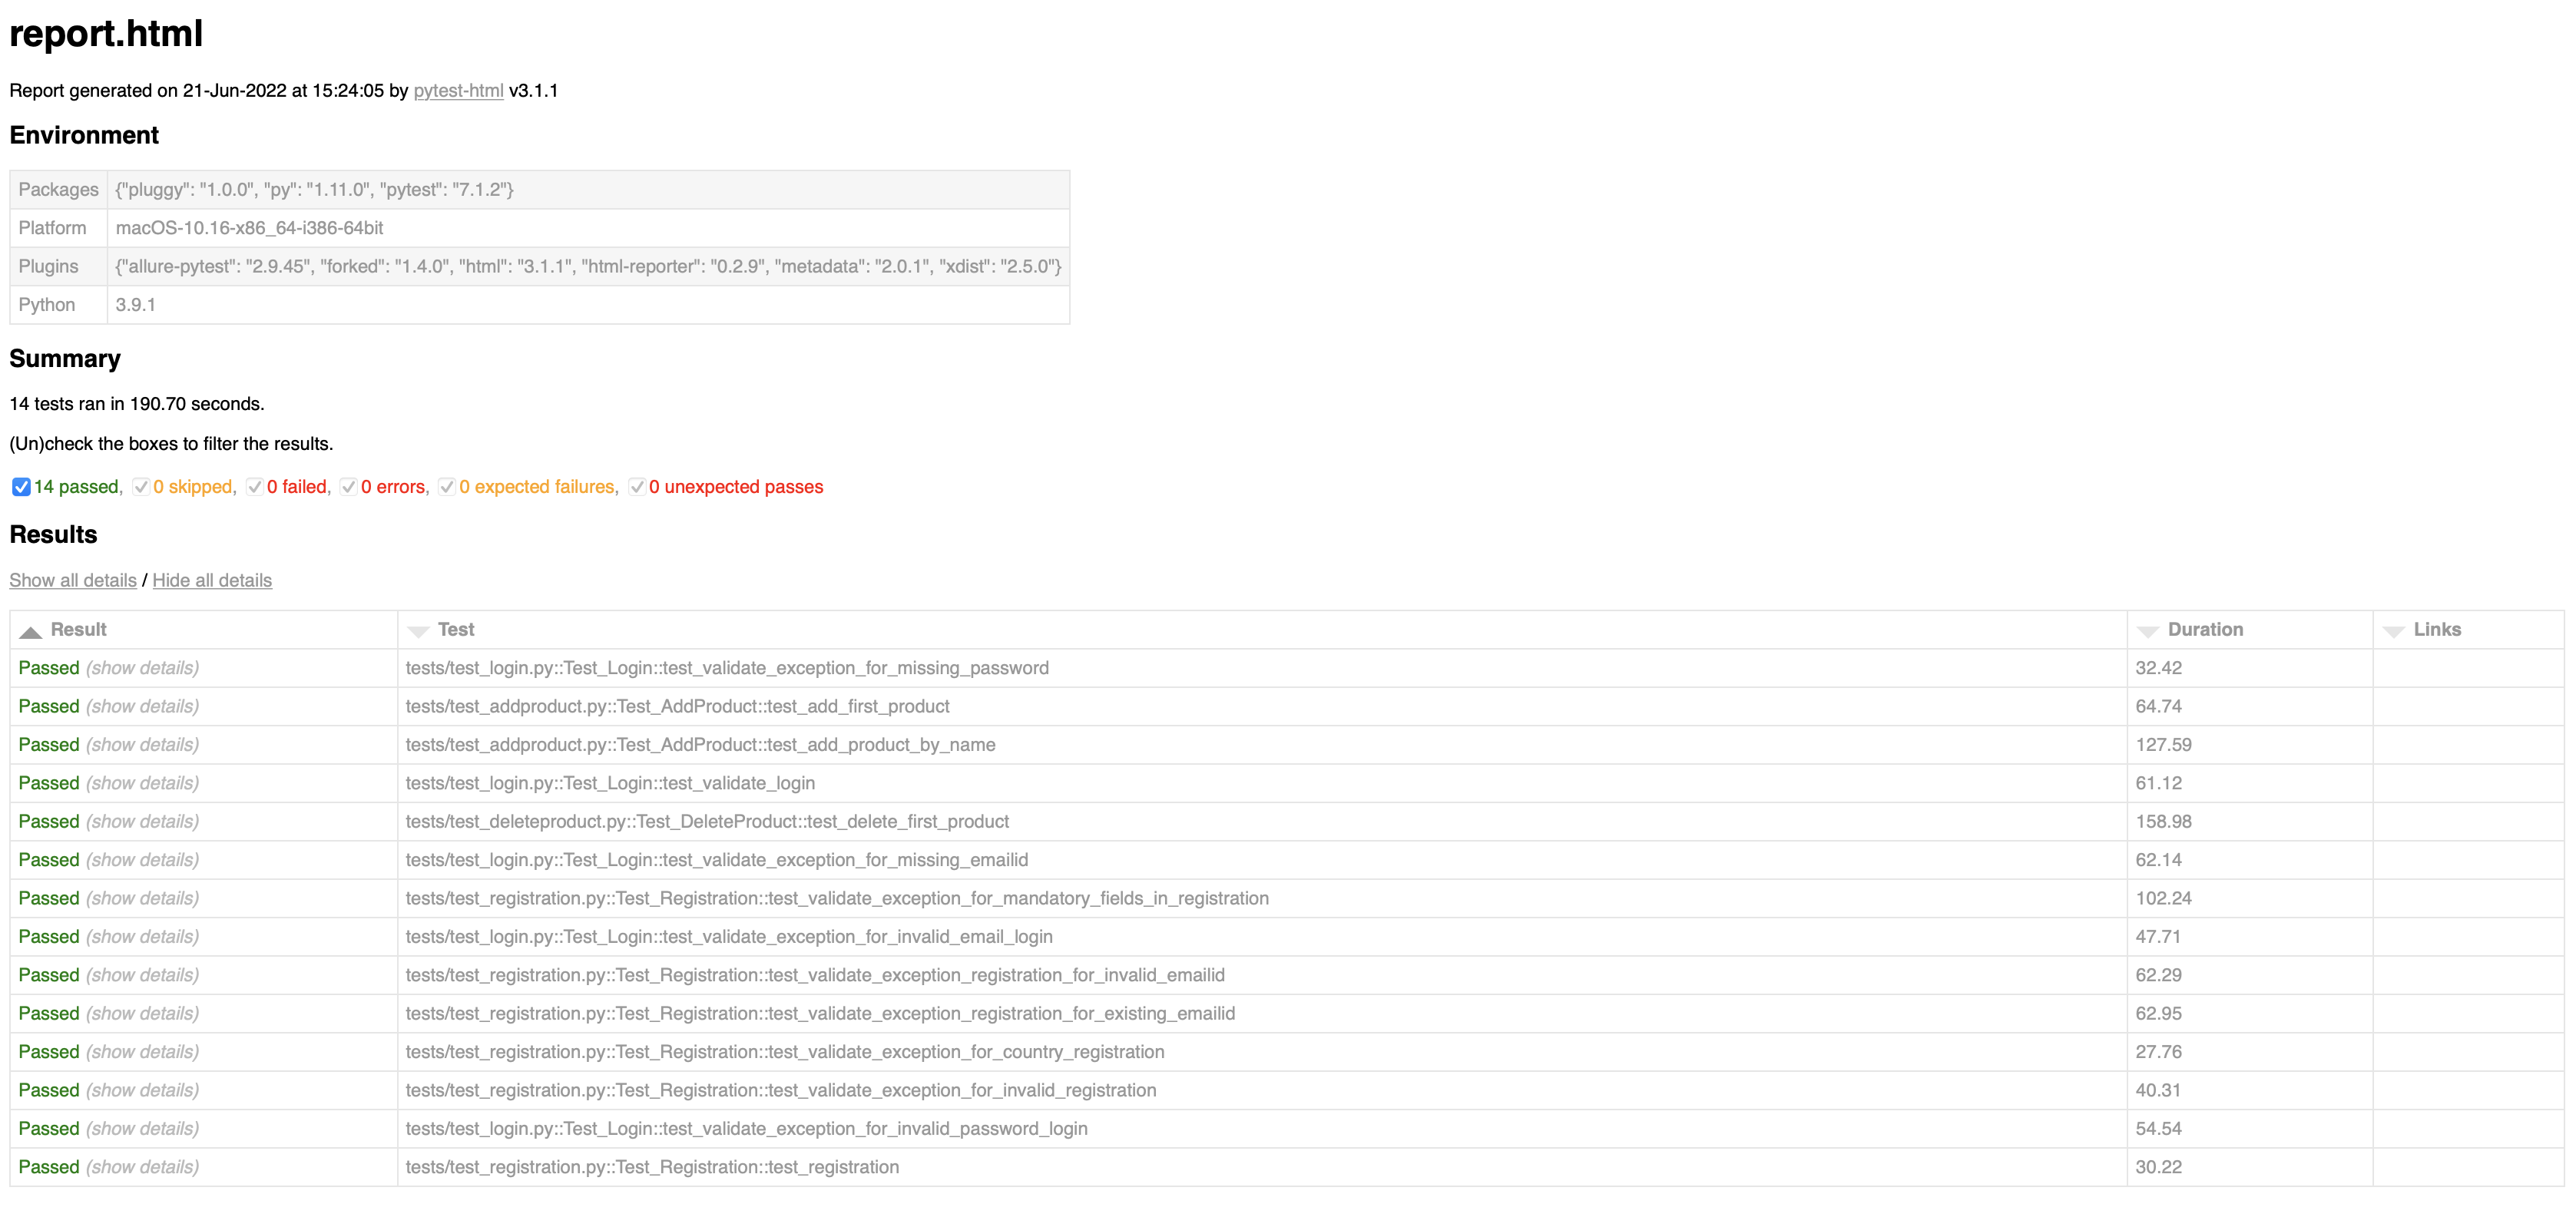 report.html
Report generated on 21-Jun-2022 at 15:24:05 by pytest-html v3.1.1
Environment
Packages {"pluggy": "1.0.0", "py": "1.11.0", "pytest": "7.1.2"}
Platform macOS-10.16-x86_64-i386-64bit
Plugins {"allure-pytest": "2.9.45", "forked": "1.4.0", "html": "3.1.1", "html-reporter": "0.2.9", "metadata": "2.0.1", "xdist": "2.5.0"}
Python 3.9.1
Summary
14 tests ran in 190.70 seconds.
(Un)check the boxes to filter the results.
14 passed, 0 skipped, 0 failed, 0 errors, 0 expected failures, 0 unexpected passes
Results
Show all details / Hide all details
Result Test Duration Links
Passed (show details) tests/test_login.py::Test_Login::test_validate_exception_for_missing_password 32.42
Passed (show details) tests/test_addproduct.py::Test_AddProduct::test_add_first_product 64.74
Passed (show details) tests/test_addproduct.py::Test_AddProduct::test_add_product_by_name 127.59
Passed (show details) tests/test_login.py::Test_Login::test_validate_login 61.12
Passed (show details) tests/test_deleteproduct.py::Test_DeleteProduct::test_delete_first_product 158.98
Passed (show details) tests/test_login.py::Test_Login::test_validate_exception_for_missing_emailid 62.14
Passed (show details) tests/test_registration.py::Test_Registration::test_validate_exception_for_mandatory_fields_in_registration 102.24
Passed (show details) tests/test_login.py::Test_Login::test_validate_exception_for_invalid_email_login 47.71
Passed (show details) tests/test_registration.py::Test_Registration::test_validate_exception_registration_for_invalid_emailid 62.29
Passed (show details) tests/test_registration.py::Test_Registration::test_validate_exception_registration_for_existing_emailid 62.95
Passed (show details) tests/test_registration.py::Test_Registration::test_validate_exception_for_country_registration 27.76
Passed (show details) tests/test_registration.py::Test_Registration::test_validate_exception_for_invalid_registration 40.31
Passed (show details) tests/test_login.py::Test_Login::test_validate_exception_for_invalid_password_login 54.54
Passed (show details) tests/test_registration.py::Test_Registration::test_registration 30.22